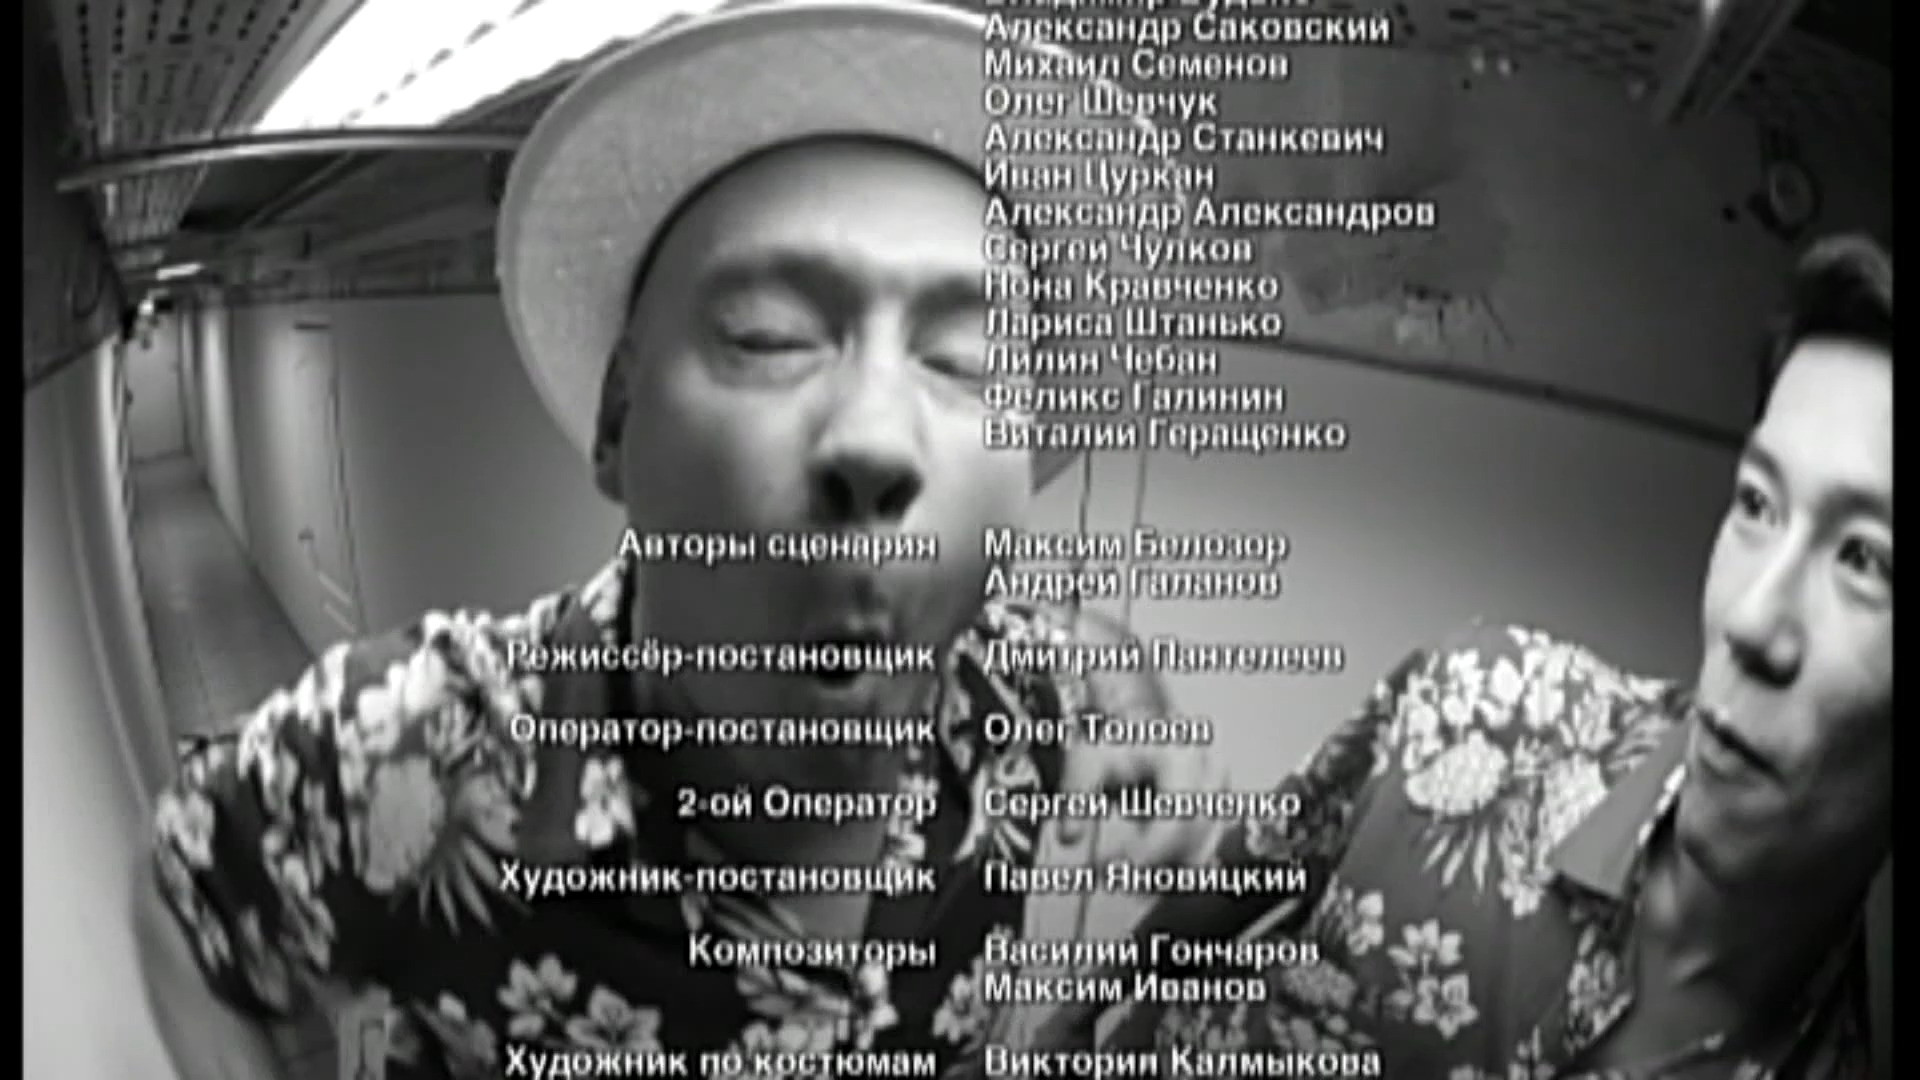 Александр Саковский
Михаил Семенов
Олег Шевчук
Александр Станкевич
Иван Цуркан
Александр Александров
Сергей Чулков
Нона Кравченко
Лариса Штанько
Лилия Чебан
Феликс Галинин
Виталий Геращенко
Авторы сценария Максим Белозор
Андрей Галанов
Режиссёр-постановщик Дмитрий Пантелеев
Оператор-постановщик Олег Топоев
2-ой Оператор Сергей Шевченко
Художник-постановщик Павел Яновицкий
Композиторы Василий Гончаров
Максим Иванов
Художник по костюмам Виктория Калмыкова